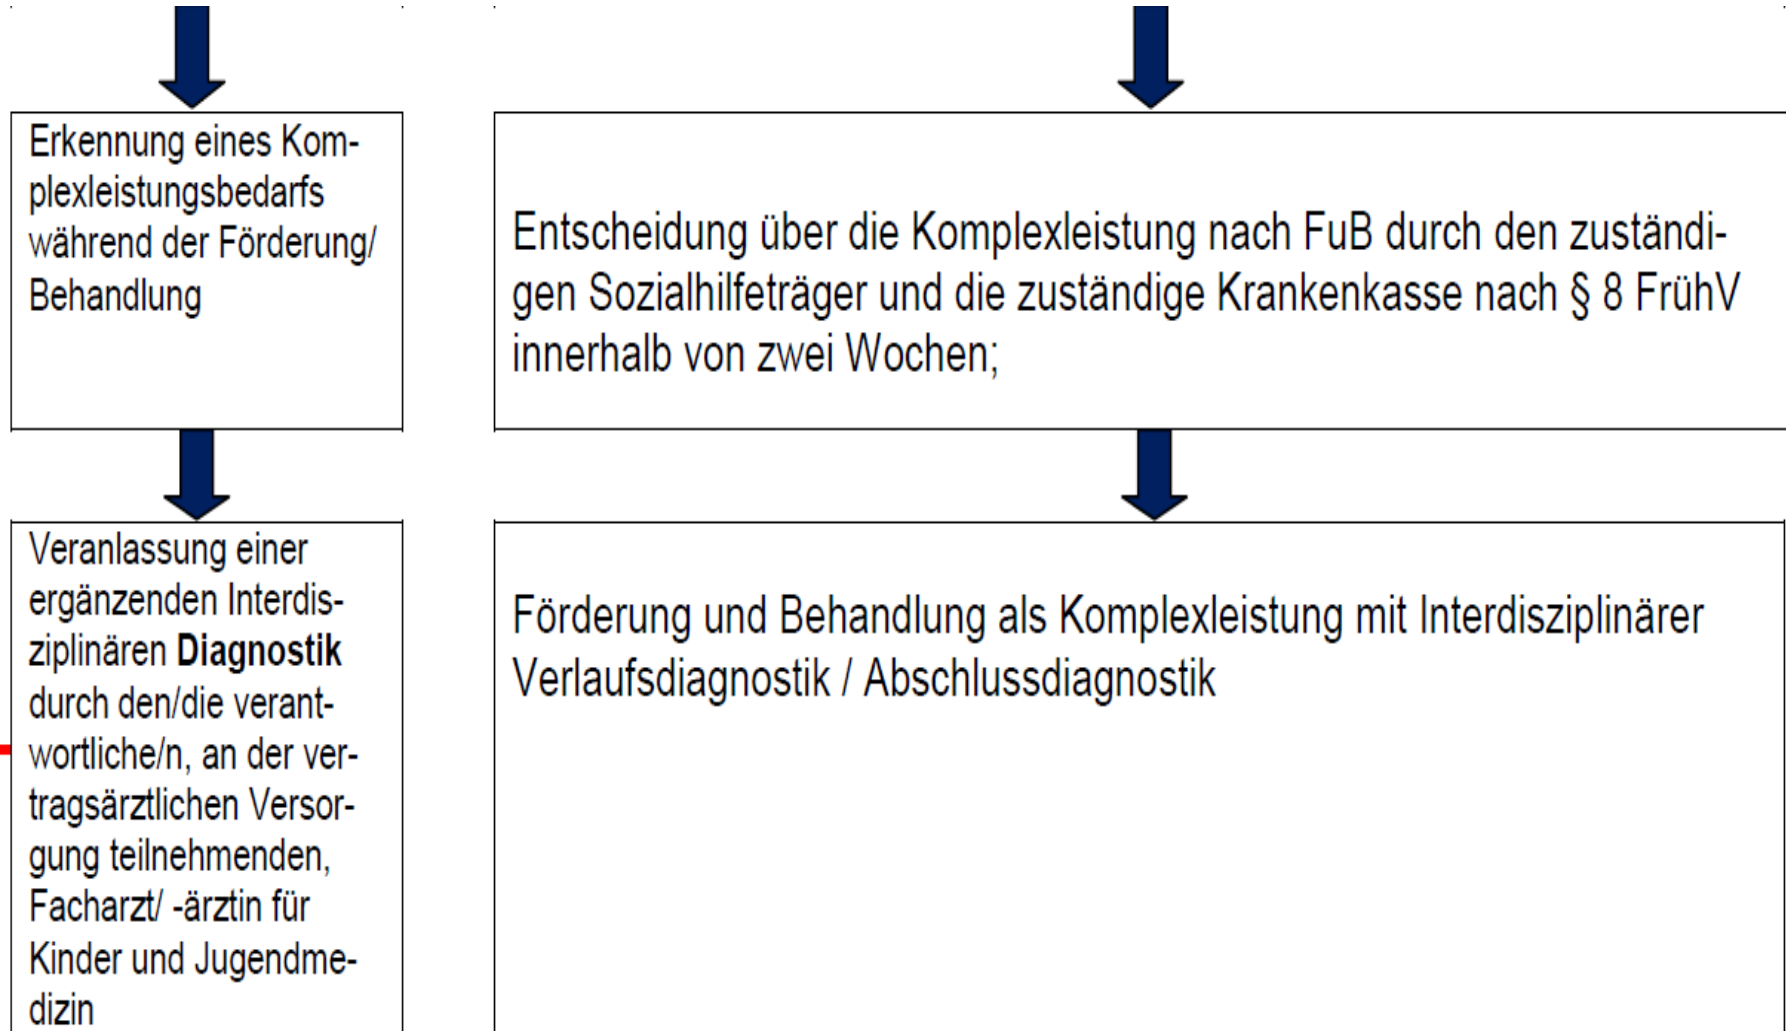 Erkennung eines Kom-
plexleistungsbedarfs
während der Förderung/
Behandlung
Entscheidung über die Komplexleistung nach FuB durch den zuständi-
gen Sozialhilfeträger und die zuständige Krankenkasse nach § 8 FrühV
innerhalb von zwei Wochen;
Veranlassung einer
ergänzenden Interdis-
ziplinären Diagnostik
durch den/die verant-
wortliche/n, an der ver-
tragsärztlichen Versor-
gung teilnehmenden,
Facharzt/ -ärztin für
Kinder und Jugendme-
dizin
Förderung und Behandlung als Komplexleistung mit Interdisziplinärer
Verlaufsdiagnostik / Abschlussdiagnostik